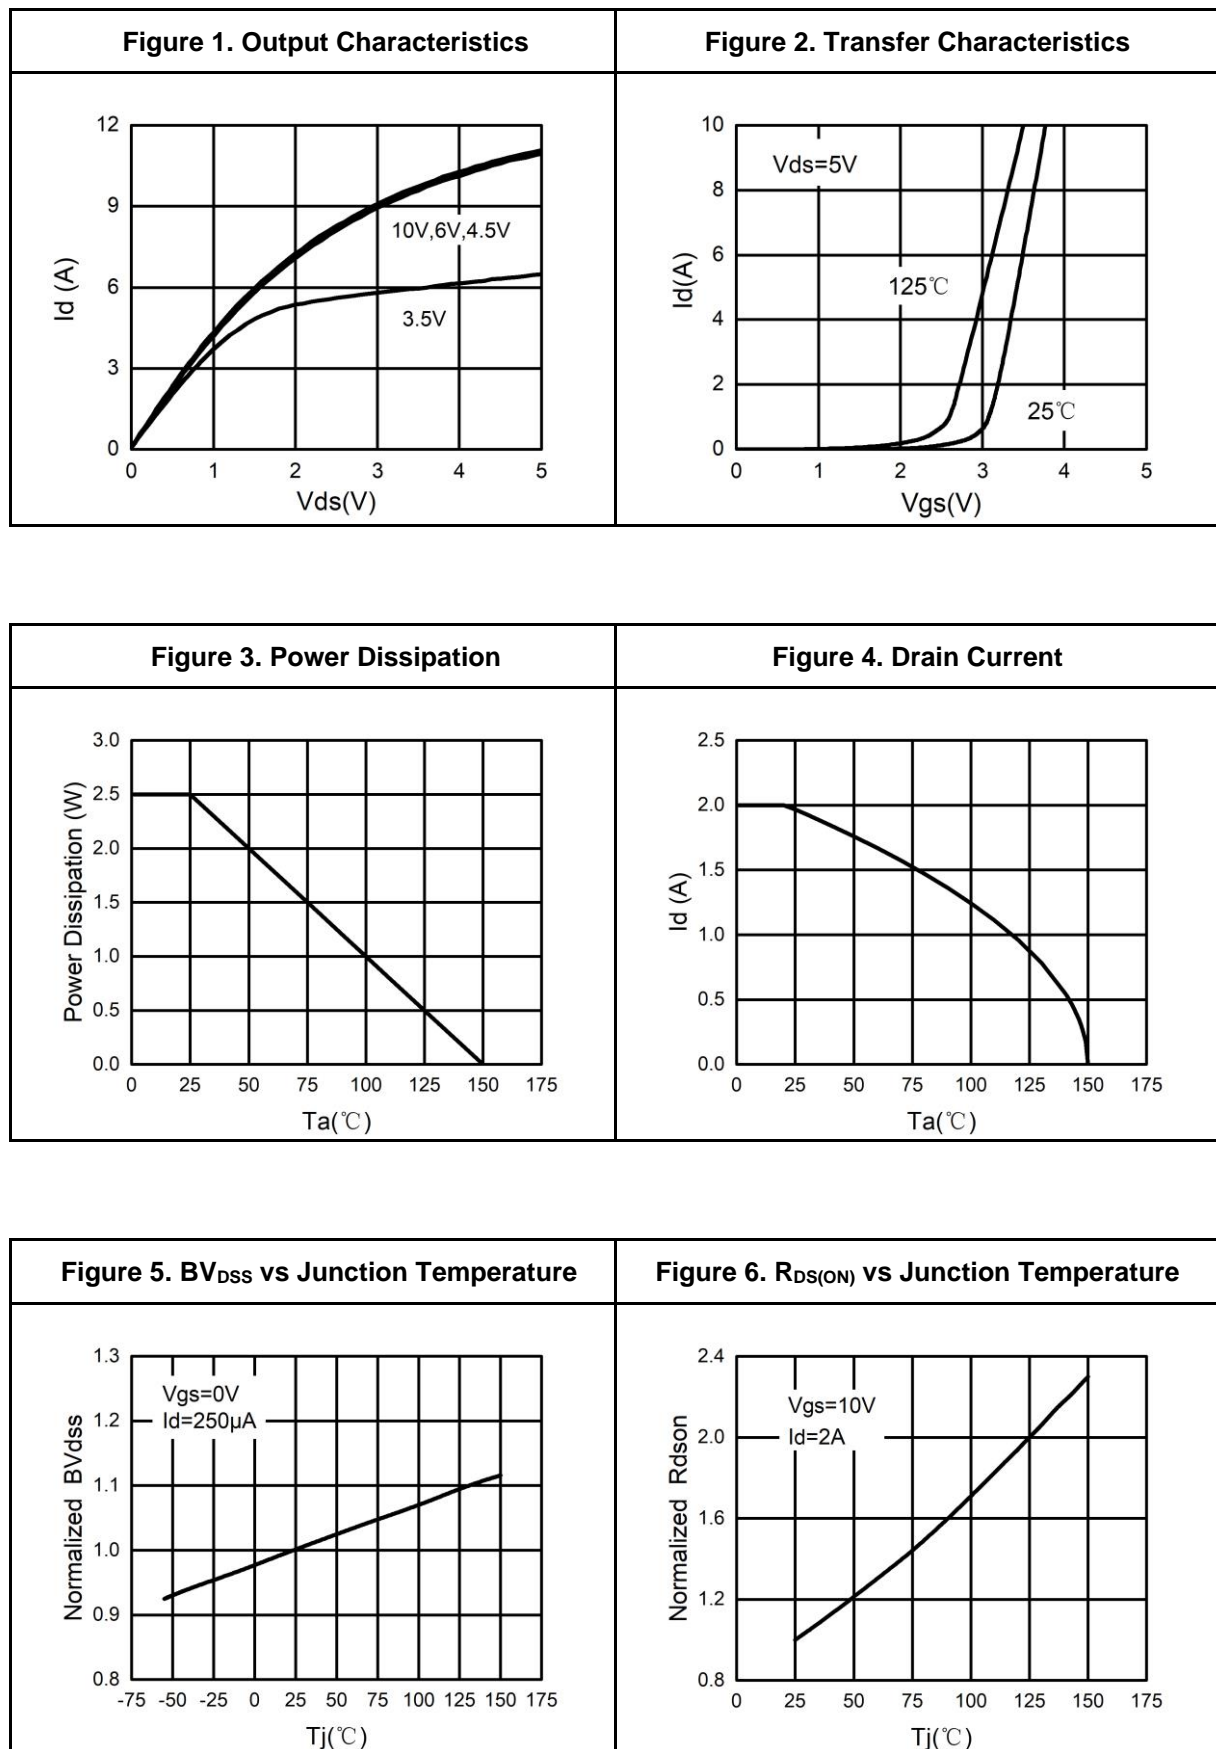 Figure 1. Output Characteristics
Figure 2. Transfer Characteristics
12
9
6
3
0
0 1 2 3 4 5
Id (A)
Vds(V)
10V,6V,4.5V
3.5V
10
8
6
4
2
0
0 1 2 3 4 5
Id(A)
Vgs(V)
Vds=5V
125℃
25℃
Figure 3. Power Dissipation
Figure 4. Drain Current
3.0
2.5
2.0
1.5
1.0
0.5
0.0
0 25 50 75 100 125 150 175
Power Dissipation (W)
Ta(℃)
2.5
2.0
1.5
1.0
0.5
0.0
0 25 50 75 100 125 150 175
Id (A)
Ta(℃)
Figure 5. BVDSS vs Junction Temperature
Figure 6. RDS(ON) vs Junction Temperature
1.3
1.2
1.1
1.0
0.9
0.8
-75 -50 -25 0 25 50 75 100 125 150 175
Normalized BVdss
Tj(℃)
Vgs=0V
Id=250μA
2.4
2.0
1.6
1.2
0.8
0 25 50 75 100 125 150 175
Normalized Rdson
Tj(℃)
Vgs=10V
Id=2A